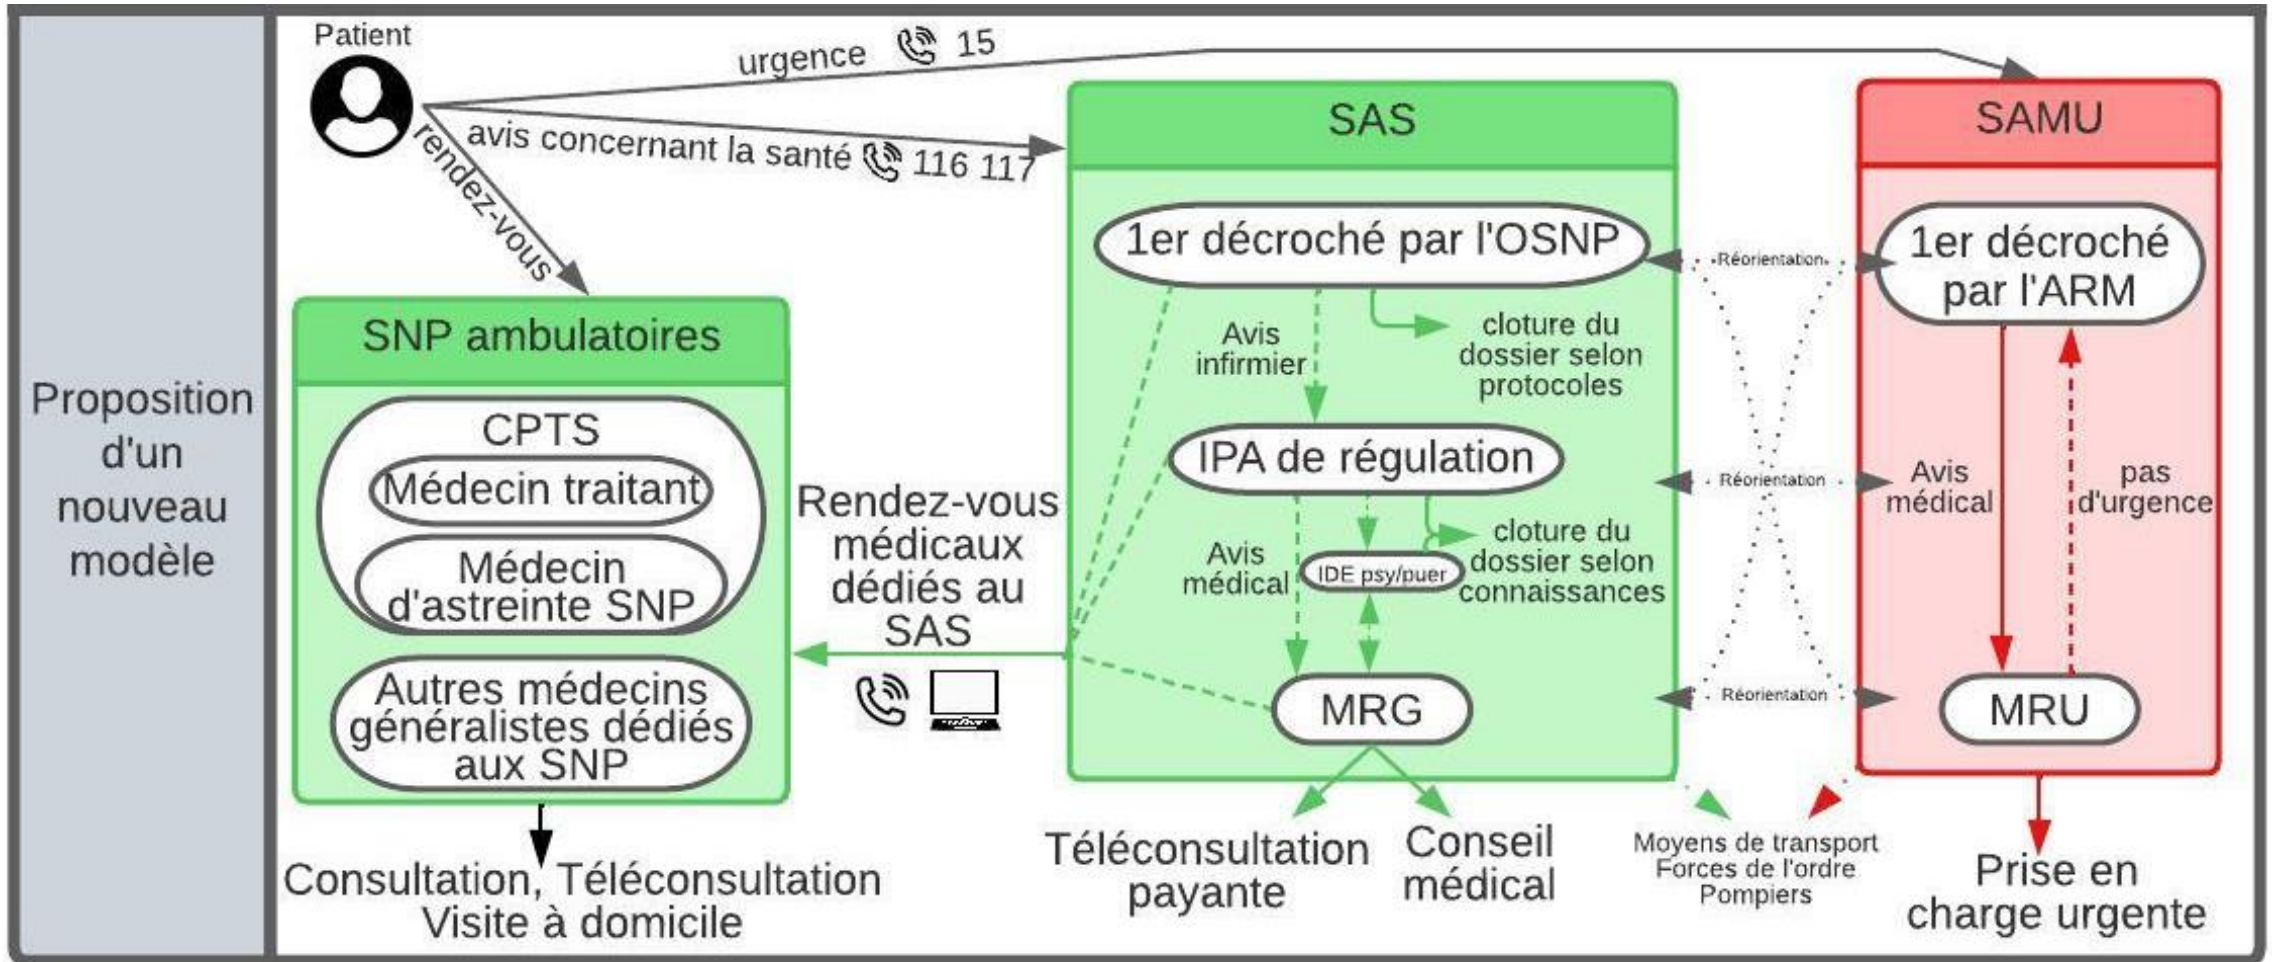 Proposition
d'un
nouveau
modèle
Patient
urgence 15
avis concernant la santé 116 117
rendez-vous
SNP ambulatoires
CPTS
Médecin traitant
Médecin
d'astreinte SNP
Autres médecins
généralistes dédiés
aux SNP
Consultation, Téléconsultation
Visite à domicile
Rendez-vous
médicaux
dédiés au
SAS
SAS
1er décroché par l'OSNP
Avis
infirmier
cloture du
dossier selon
protocoles
IPA de régulation
Avis
médical
IDE psy/puer
cloture du
dossier selon
connaissances
MRG
Téléconsultation
payante
Conseil
médical
Réorientation
Réorientation
Réorientation
Moyens de transport
Forces de l'ordre
Pompiers
SAMU
1er décroché
par l'ARM
Avis
médical
pas
d'urgence
MRU
Prise en
charge urgente